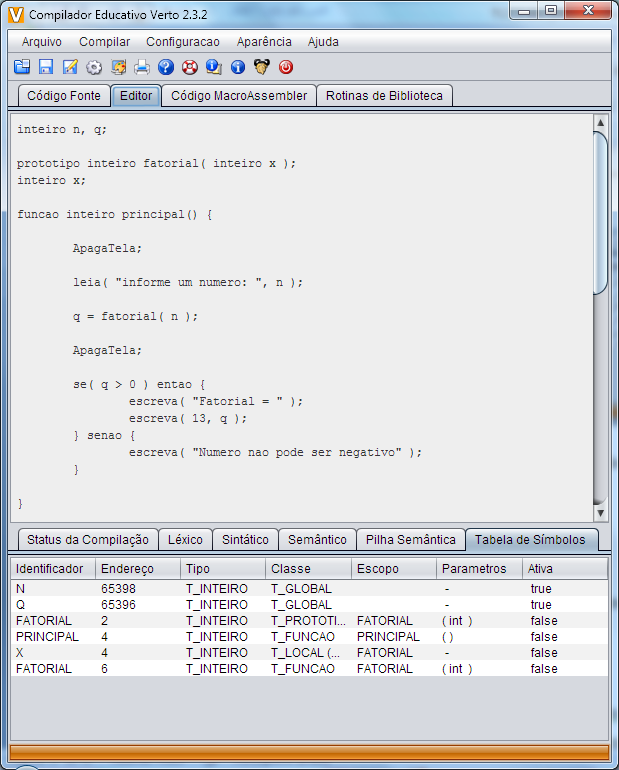 Compilador Educativo Verto 2.3.2
Arquivo Compilar Configuracao Aparência Ajuda
Código Fonte Editor Código MacroAssembler Rotinas de Biblioteca
inteiro n, q;
prototipo inteiro fatorial( inteiro x );
inteiro x;
funcao inteiro principal() {
ApagaTela;
leia( "informe um numero: ", n );
q = fatorial( n );
ApagaTela;
se( q > 0 ) entao {
escreva( "Fatorial = " );
escreva( 13, q );
} senao {
escreva( "Numero nao pode ser negativo" );
}
}
Status da Compilação Léxico Sintático Semântico Pilha Semântica Tabela de Símbolos
Identificador Endereço Tipo Classe Escopo Parametros Ativa
N 65398 T_INTEIRO T_GLOBAL - true
Q 65396 T_INTEIRO T_GLOBAL - true
FATORIAL 2 T_INTEIRO T_PROTOTI... FATORIAL ( int ) false
PRINCIPAL 4 T_INTEIRO T_FUNCAO PRINCIPAL ( ) false
X 4 T_INTEIRO T_LOCAL (... FATORIAL - false
FATORIAL 6 T_INTEIRO T_FUNCAO FATORIAL ( int ) false